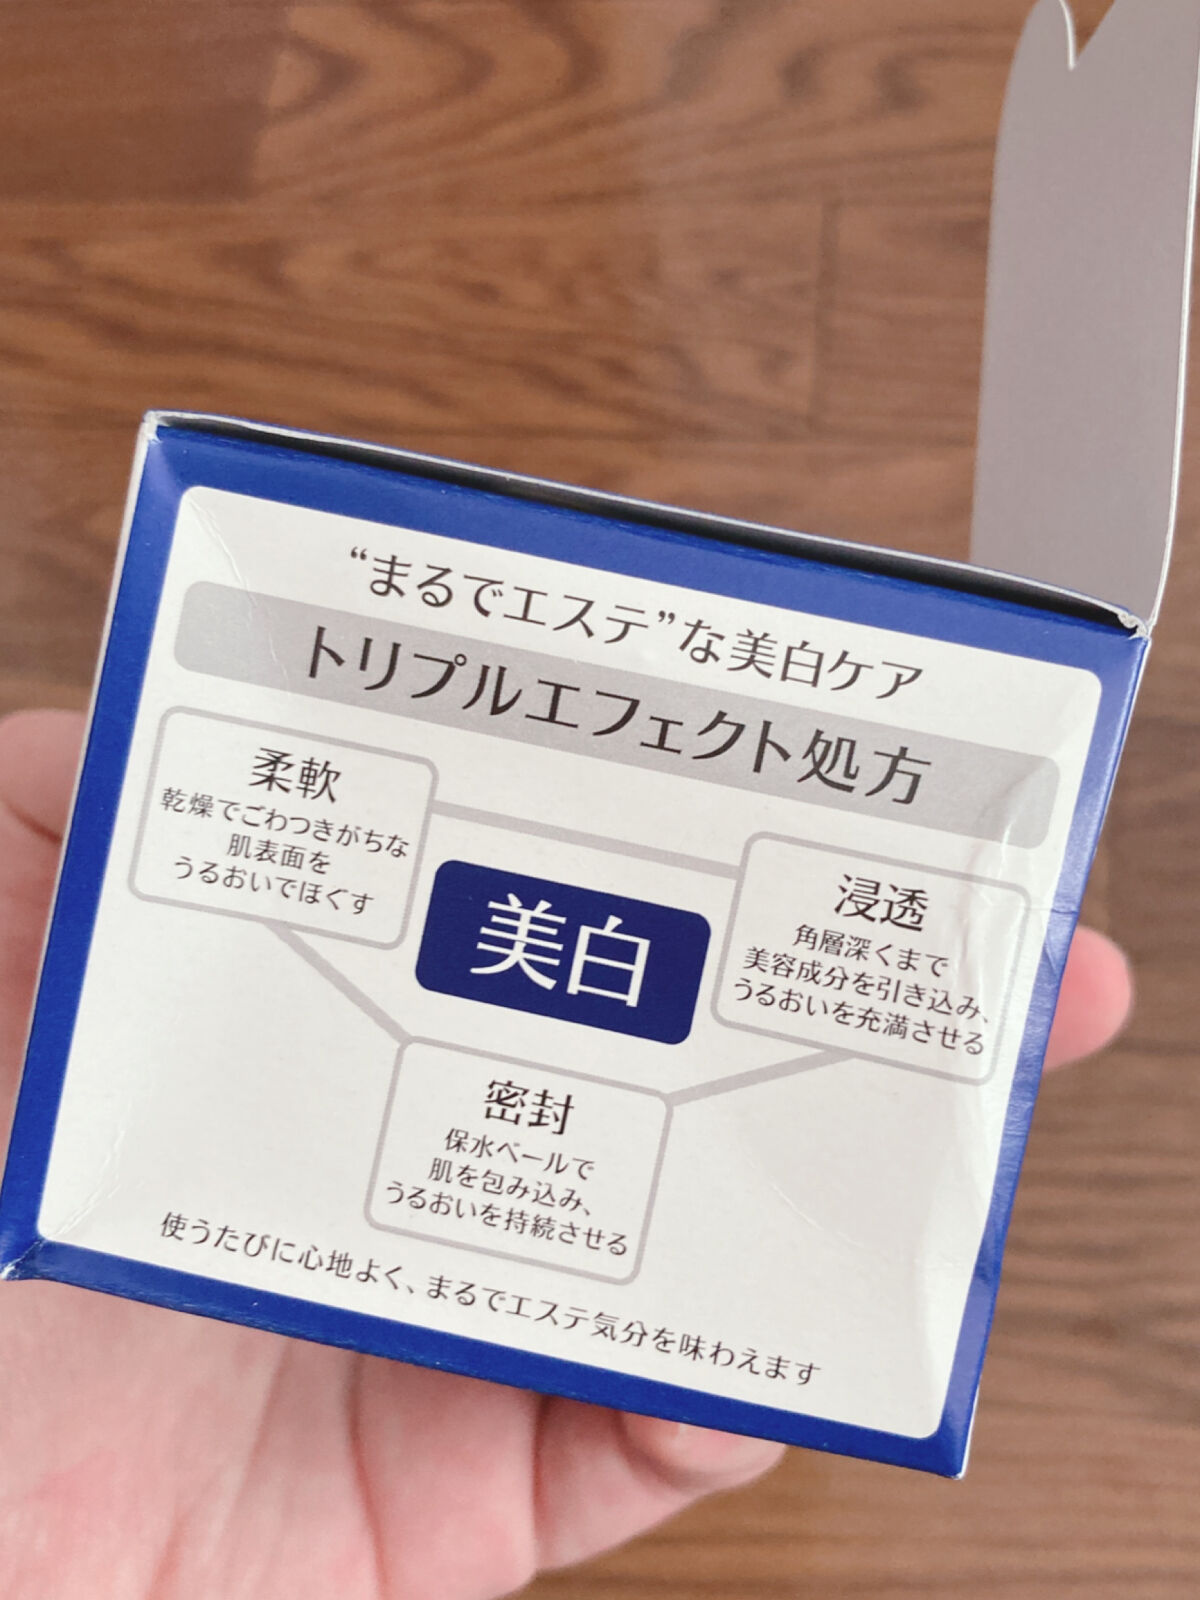 “まるでエステ”な美白ケア
トリプルエフェクト処方
柔軟
乾燥でごわつきがちな
肌表面を
うるおいでほぐす
美白
浸透
角層深くまで
美容成分を引き込み、
うるおいを充満させる
密封
保水ベールで
肌を包み込み、
うるおいを持続させる
使うたびに心地よく、まるでエステ気分を味わえます